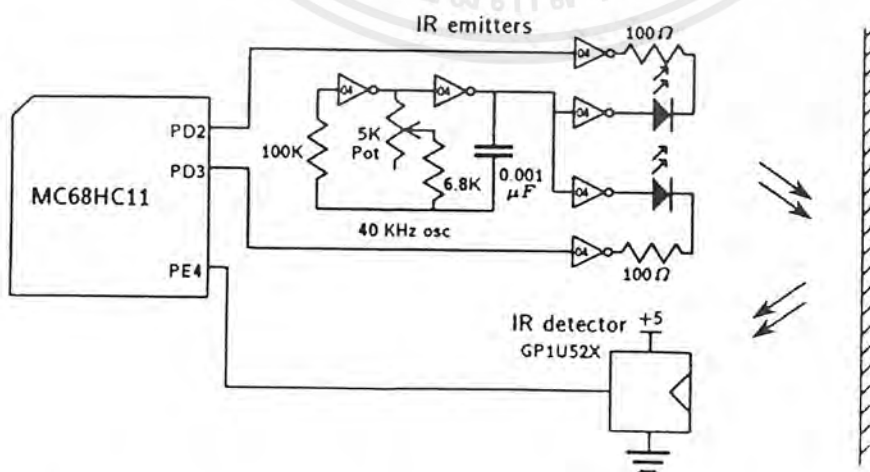 IR emitters
100Ω
04
04
04
04
PD2
5K
Pot
100K
6.8K
0.001
μF
PD3
MC68HC11
04
40 KHz osc
04
100Ω
PE4
IR detector +5
GP1U52X